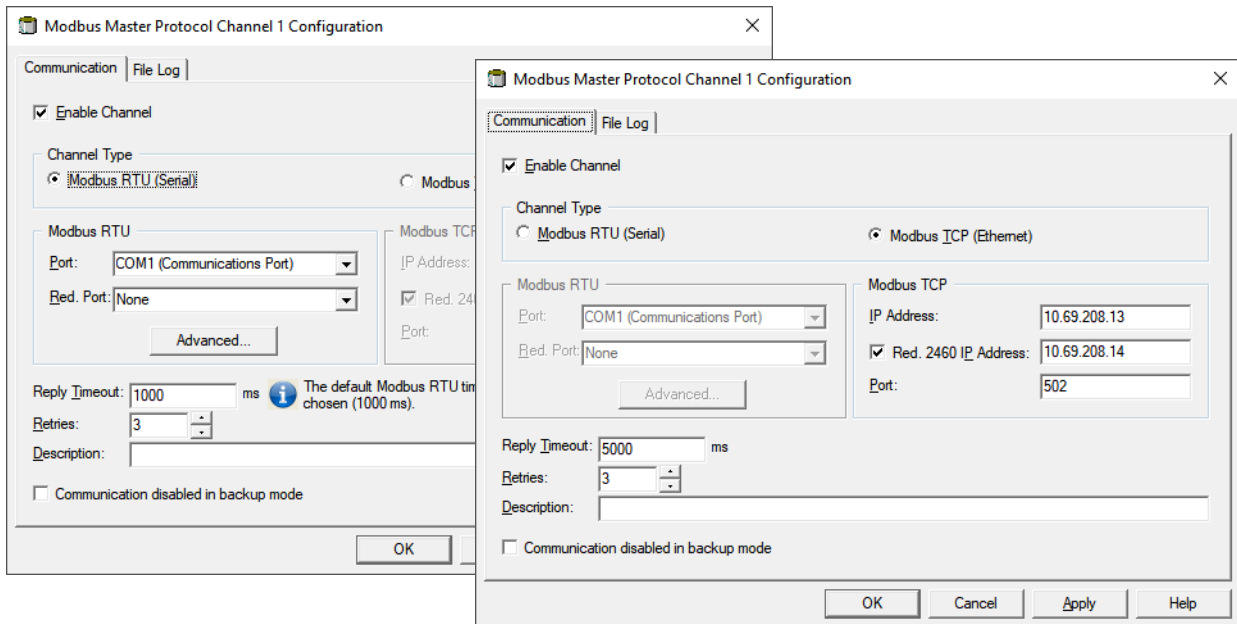 Modbus Master Protocol Channel 1 Configuration
Communication File Log
Enable Channel
Channel Type
Modbus RTU (Serial) Modbus
Modbus RTU
Port: COM1 (Communications Port)
Red. Port: None
Advanced...
Modbus TCP
IP Address:
Red. 24
Port:
Reply Timeout: 1000 ms
The default Modbus RTU
chosen (1000 ms).
Retries: 3
Description:
Communication disabled in backup mode
OK
Modbus Master Protocol Channel 1 Configuration
Communication File Log
Enable Channel
Channel Type
Modbus RTU (Serial) Modbus TCP (Ethernet)
Modbus RTU
Port: COM1 (Communications Port)
Red. Port: None
Advanced...
Modbus TCP
IP Address: 10.69.208.13
Red. 2460 IP Address: 10.69.208.14
Port: 502
Reply Timeout: 5000 ms
Retries: 3
Description:
Communication disabled in backup mode
OK Cancel Apply Help